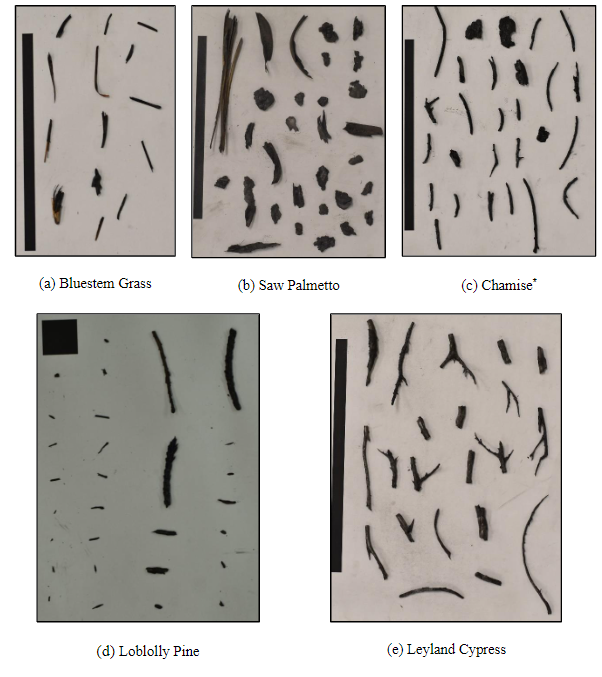 (a) Bluestem Grass
(b) Saw Palmetto
(c) Chamise*
(d) Loblolly Pine
(e) Leyland Cypress